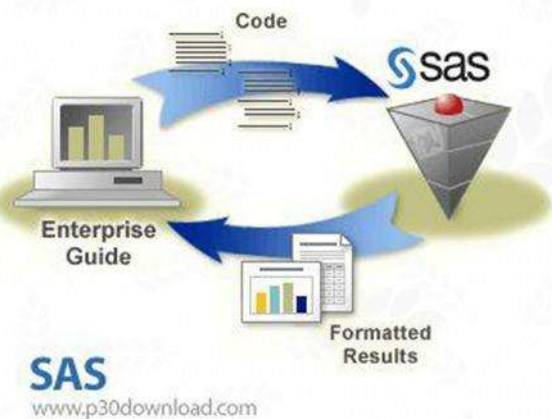 Code
sas
Enterprise
Guide
Formatted
Results
SAS
www.p30download.com